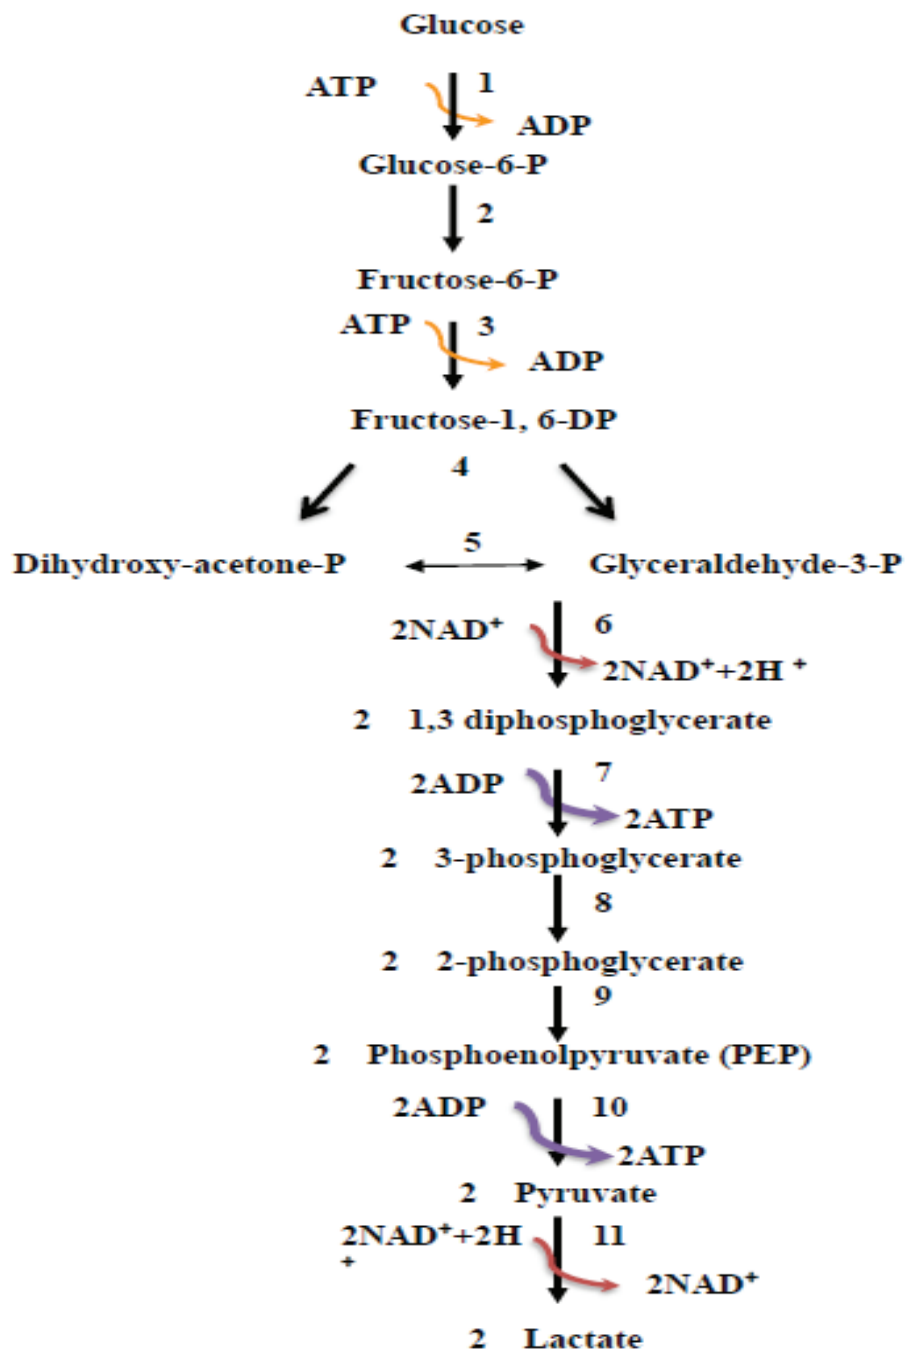 Glucose
ATP 1
ADP
Glucose-6-P
2
Fructose-6-P
ATP 3
ADP
Fructose-1, 6-DP
4
5
Dihydroxy-acetone-P Glyceraldehyde-3-P
2NAD⁺ 6
2NAD⁺+2H ⁺
2 1,3 diphosphoglycerate
2ADP 7
2ATP
2 3-phosphoglycerate
8
2 2-phosphoglycerate
9
2 Phosphoenolpyruvate (PEP)
2ADP 10
2ATP
2 Pyruvate
2NAD⁺+2H 11
⁺
2NAD⁺
2 Lactate